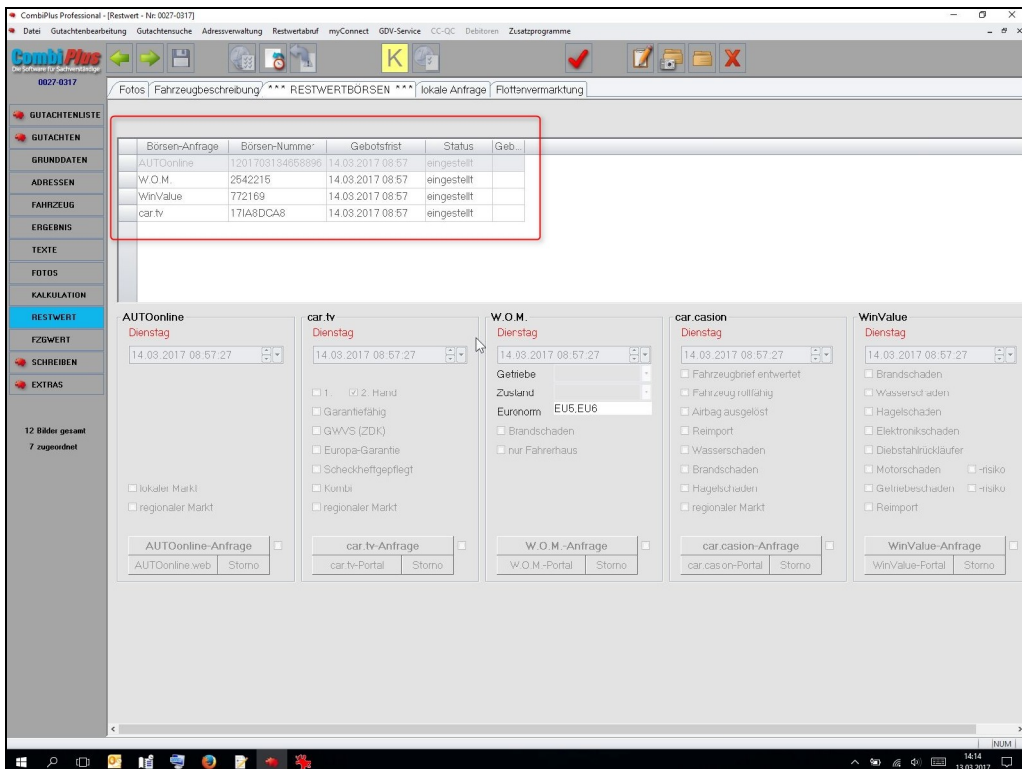 CombiPlus Professional - [Restwert - Nr: 0027-0317]
Datei Gutachtenbearbeitung Gutachtensuche Adressverwaltung Restwertabruf myConnect GDV-Service CC-QC Debitoren Zusatzprogramme
CombiPlus
Die Software für Sachverständige
K
0027-0317
Fotos Fahrzeugbeschreibung *** RESTWERTBÖRSEN *** lokale Anfrage Flottenvermarktung
GUTACHTENLISTE
GUTACHTEN
GRUNDDATEN
ADRESSEN
FAHRZEUG
ERGEBNIS
TEXTE
FOTOS
KALKULATION
RESTWERT
FZGWERT
SCHREIBEN
EXTRAS
12 Bilder gesamt
7 zugeordnet
Börsen-Anfrage Börsen-Nummer Gebotsfrist Status Geb...
AUTOonline 1201703134658896 14.03.2017 08:57 eingestellt
W.O.M. 2542215 14.03.2017 08:57 eingestellt
WinValue 772169 14.03.2017 08:57 eingestellt
car.tv 17IA8DCA8 14.03.2017 08:57 eingestellt
AUTOonline
Dienstag
14.03.2017 08:57:27
lokaler Markt
regionaler Markt
AUTOonline-Anfrage
AUTOonline.web Storno
car.tv
Dienstag
14.03.2017 08:57:27
1. 2. Hand
Garantiefähig
GWVS (ZDK)
Europa-Garantie
Scheckheftgepflegt
Kombi
regionaler Markt
car.tv-Anfrage
car.tv-Portal Storno
W.O.M.
Dienstag
14.03.2017 08:57:27
Getriebe
Zustand
Euronorm EU5,EU6
Brandschaden
nur Fahrerhaus
W.O.M.-Anfrage
W.O.M.-Portal Storno
car.casion
Dienstag
14.03.2017 08:57:27
Fahrzeugbrief entwertet
Fahrzeug rollfähig
Airbag ausgelöst
Reimport
Wasserschaden
Brandschaden
Hagelschaden
regionaler Markt
car.casion-Anfrage
car.casion-Portal Storno
WinValue
Dienstag
14.03.2017 08:57:27
Brandschaden
Wasserschaden
Hagelschaden
Elektronikschaden
Diebstahlrückläufer
Motorschaden -risiko
Getriebeschaden -risiko
Reimport
WinValue-Anfrage
WinValue-Portal Storno
NUM
14:14
13.03.2017